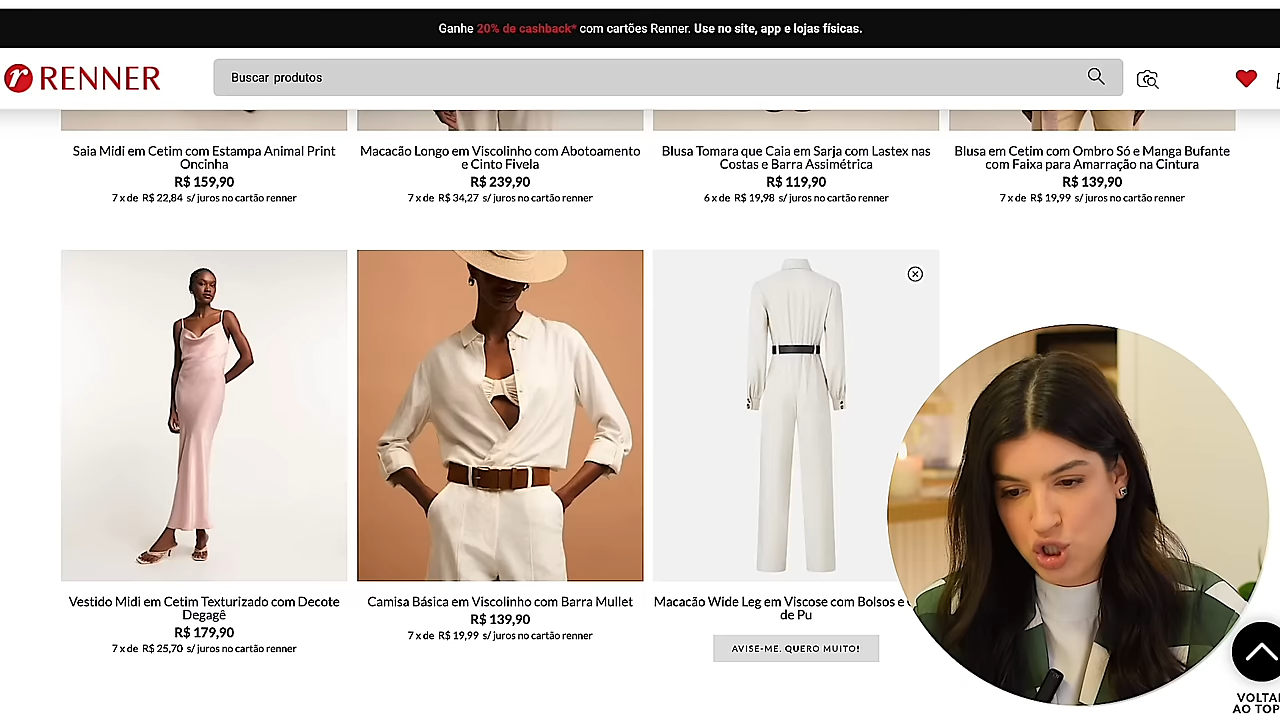 Ganhe 20% de cashback* com cartões Renner. Use no site, app e lojas físicas.
RENNER
Buscar produtos
Saia Midi em Cetim com Estampa Animal Print
Oncinha
R$ 159,90
7 x de R$ 22,84 s/ juros no cartão renner
Macacão Longo em Viscolinho com Abotoamento
e Cinto Fivela
R$ 239,90
7 x de R$ 34,27 s/ juros no cartão renner
Blusa Tomara que Caia em Sarja com Lastex nas
Costas e Barra Assimétrica
R$ 119,90
6 x de R$ 19,98 s/ juros no cartão renner
Blusa em Cetim com Ombro Só e Manga Bufante
com Faixa para Amarração na Cintura
R$ 139,90
7 x de R$ 19,99 s/ juros no cartão renner
Vestido Midi em Cetim Texturizado com Decote
Degagê
R$ 179,90
7 x de R$ 25,70 s/ juros no cartão renner
Camisa Básica em Viscolinho com Barra Mullet
R$ 139,90
7 x de R$ 19,99 s/ juros no cartão renner
Macacão Wide Leg em Viscose com Bolsos e
de Pu
AVISE-ME, QUERO MUITO!
AO